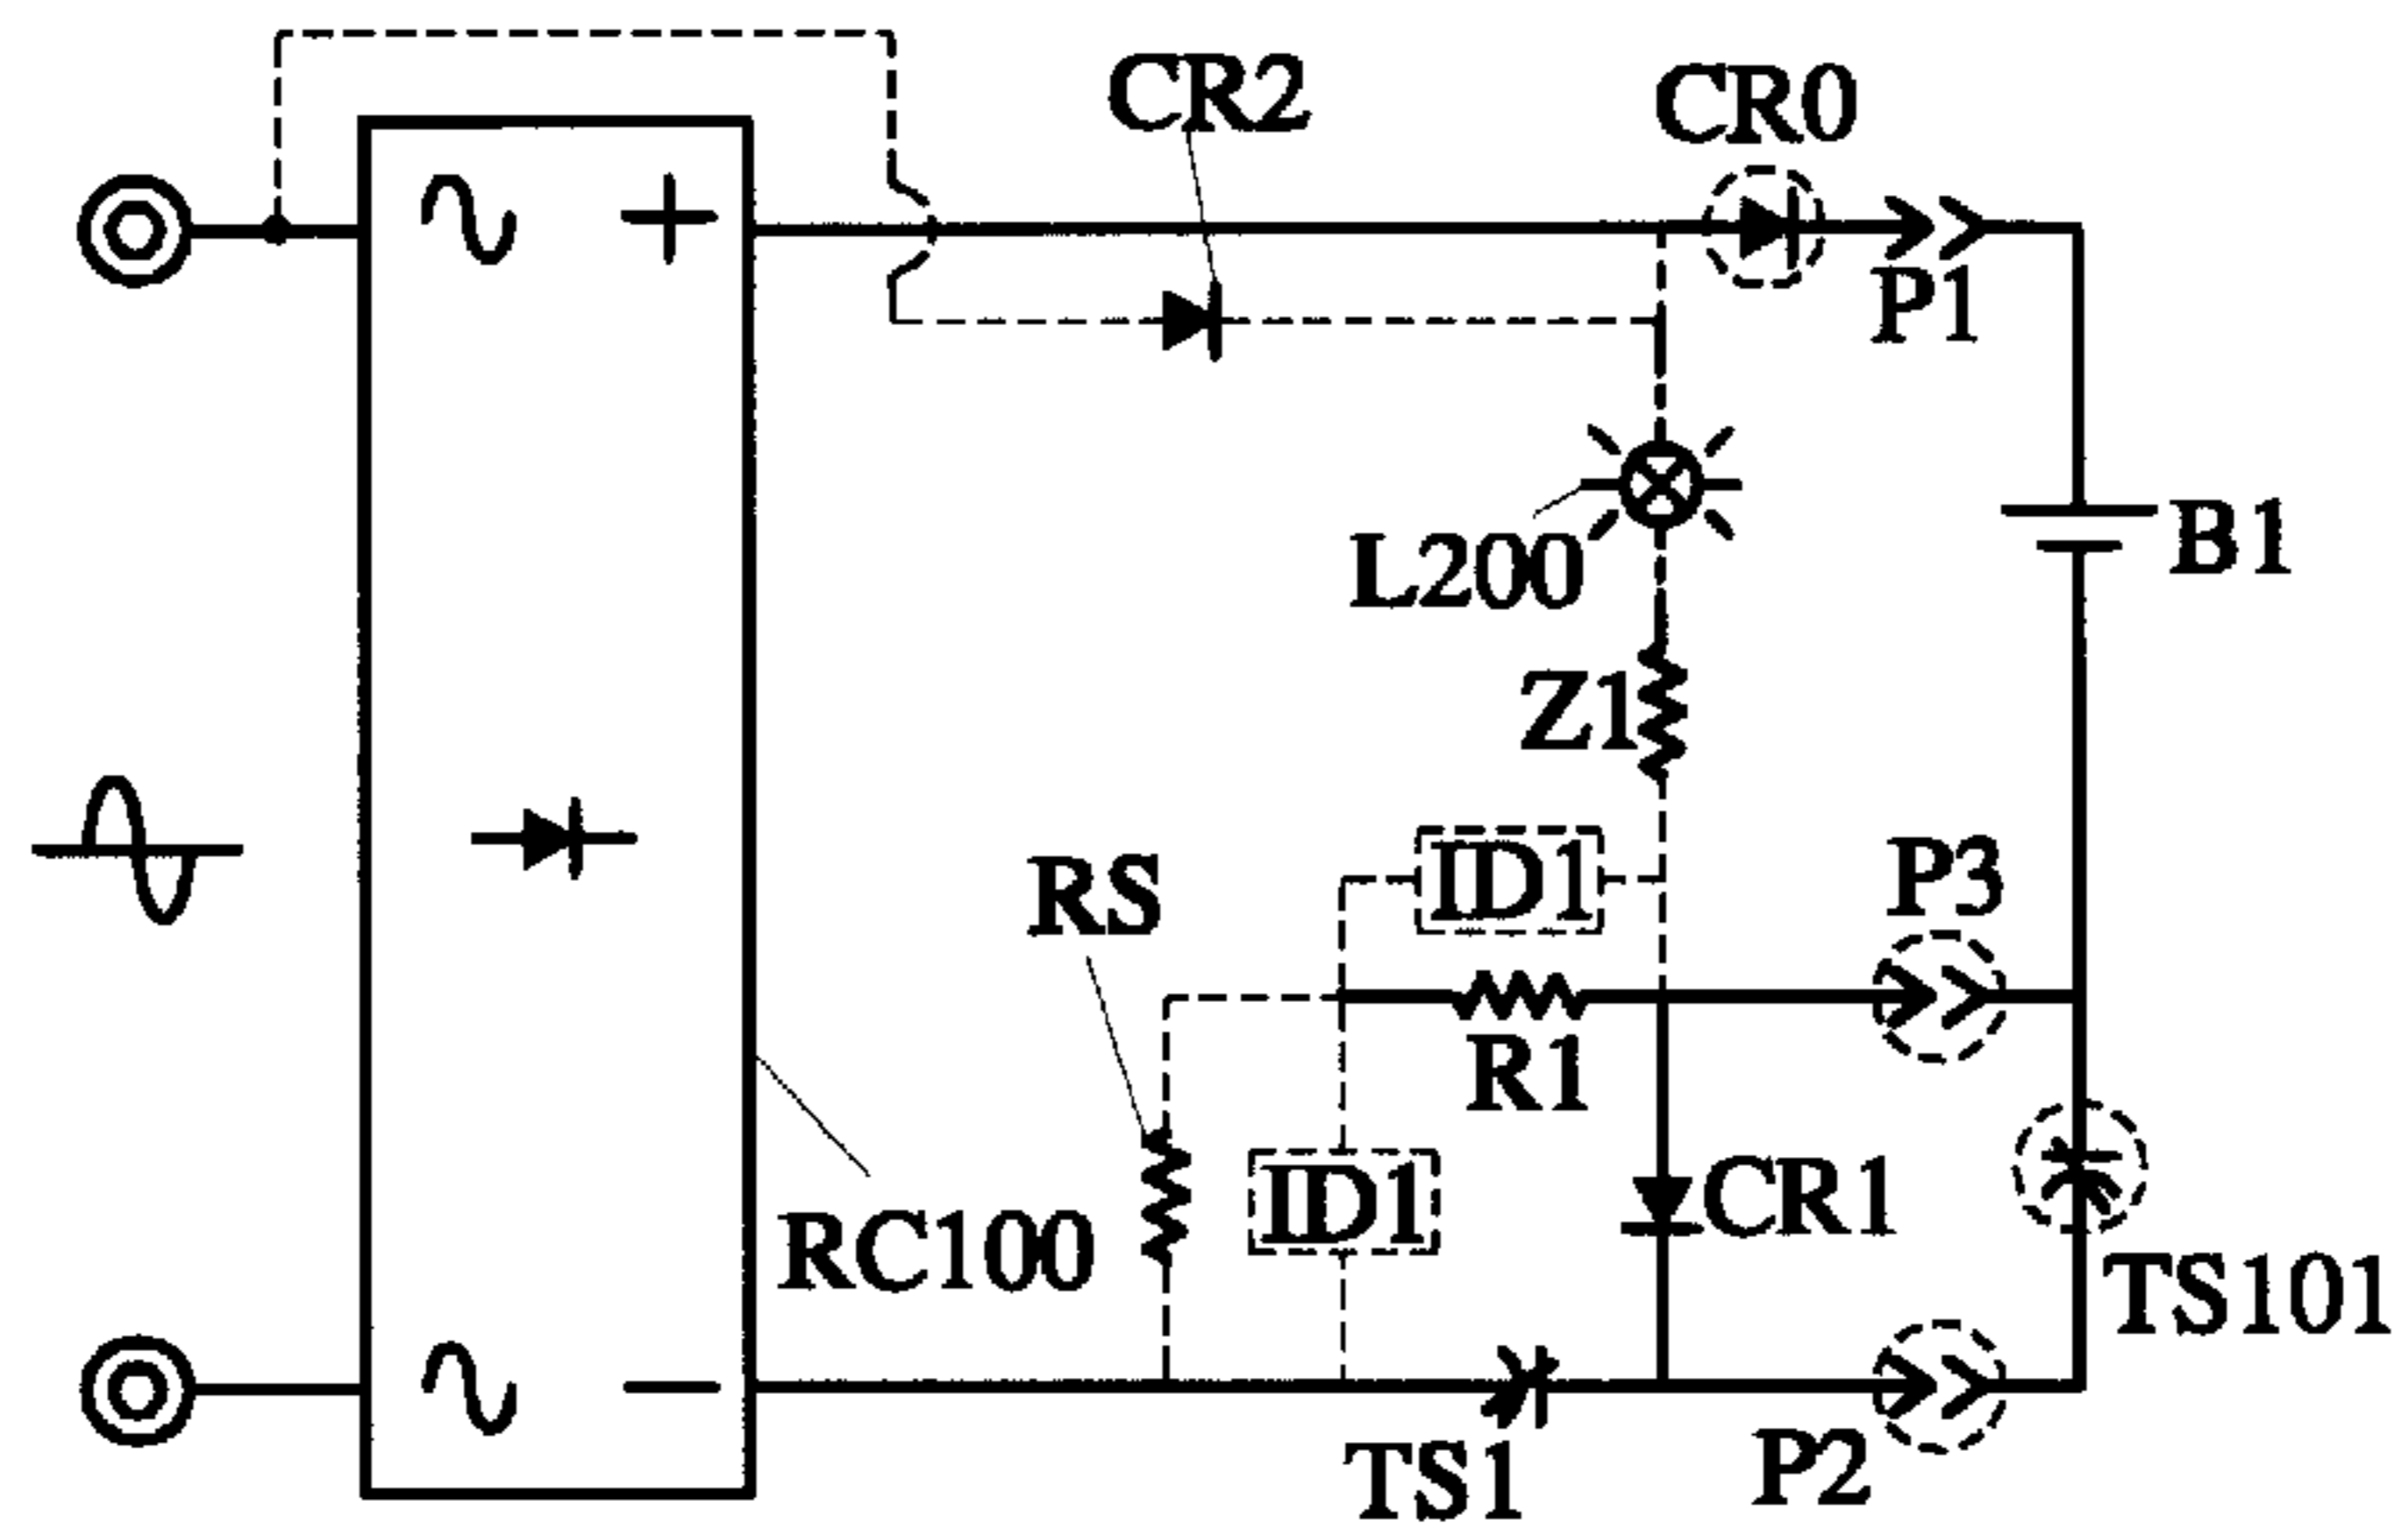 CR2
CR0
P1
B1
L200
Z1
ID1
P3
RS
R1
ID1
CR1
RC100
TS101
TS1
P2